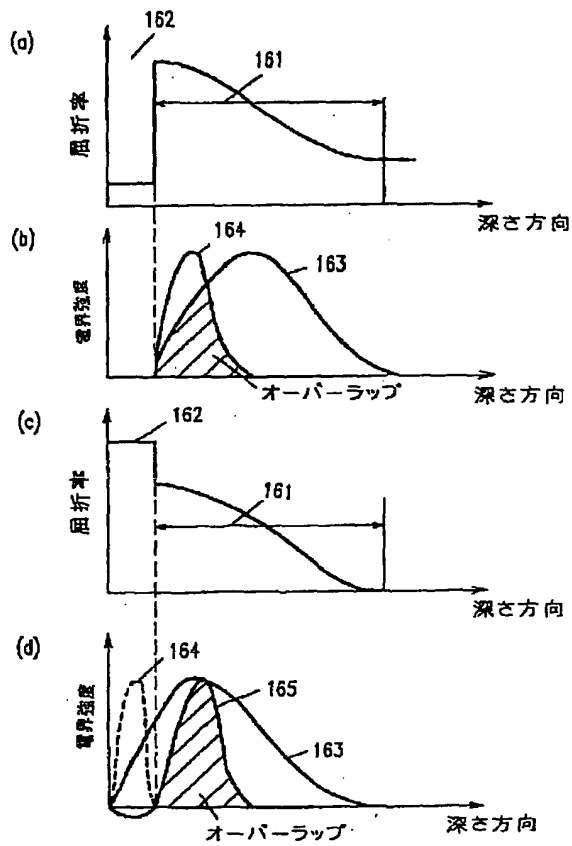 (a)
162
161
屈折率
深さ方向
(b)
164
163
電界強度
オーバーラップ
深さ方向
(c)
162
161
屈折率
深さ方向
(d)
164
165
163
電界強度
オーバーラップ
深さ方向